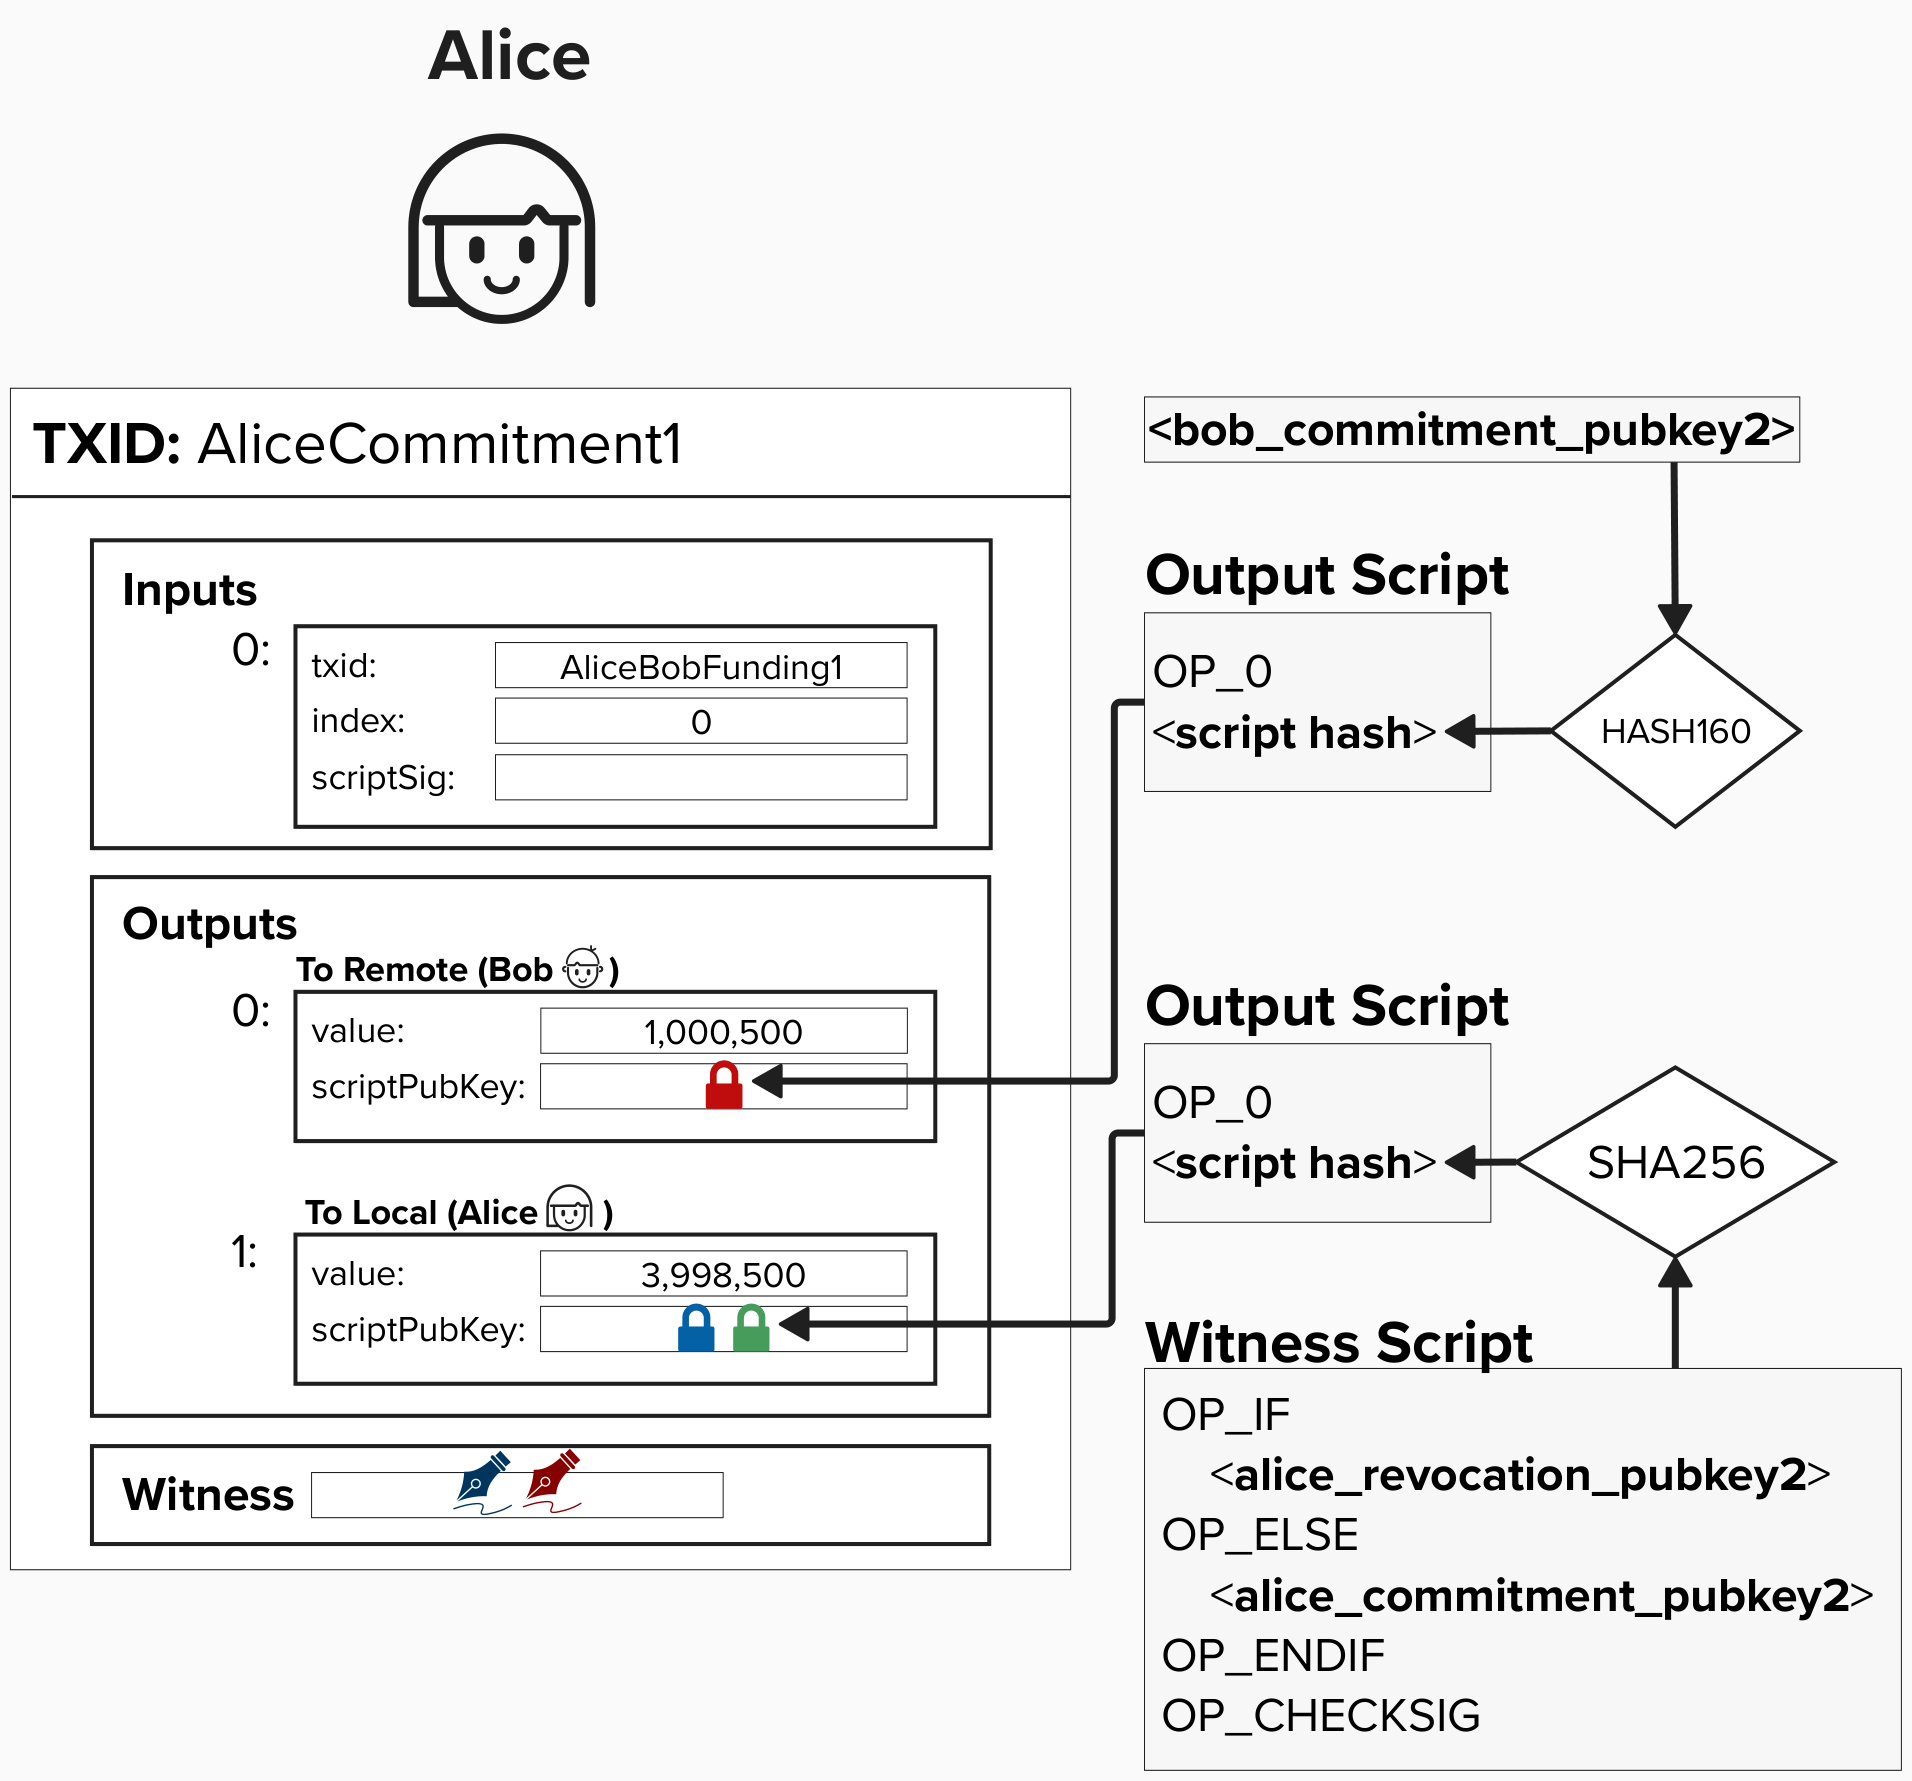 Alice
TXID: AliceCommitment1
Inputs
0:
txid: AliceBobFunding1
index: 0
scriptSig:
Outputs
To Remote (Bob )
0:
value: 1,000,500
scriptPubKey:
To Local (Alice )
1:
value: 3,998,500
scriptPubKey:
Witness
<bob_commitment_pubkey2>
Output Script
OP_0
<script hash>
HASH160
Output Script
OP_0
<script hash>
SHA256
Witness Script
OP_IF
<alice_revocation_pubkey2>
OP_ELSE
<alice_commitment_pubkey2>
OP_ENDIF
OP_CHECKSIG